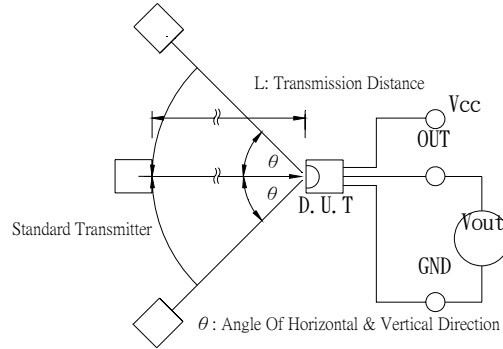 L: Transmission Distance
Vcc
OUT
θ
θ
D.U.T
Standard Transmitter
Vout
GND
θ: Angle Of Horizontal & Vertical Direction